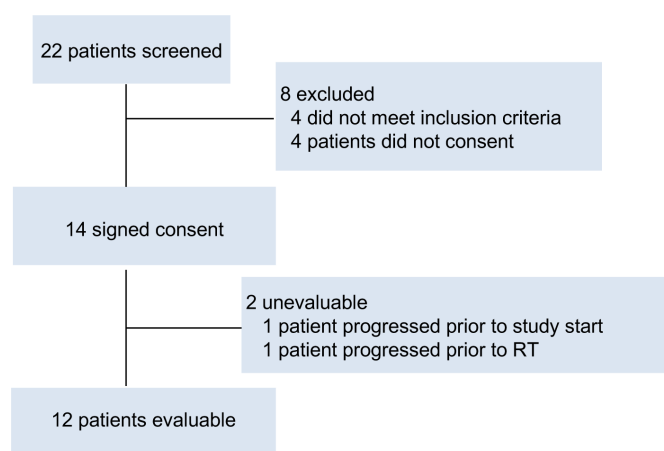 22 patients screened
8 excluded
4 did not meet inclusion criteria
4 patients did not consent
14 signed consent
2 unevaluable
1 patient progressed prior to study start
1 patient progressed prior to RT
12 patients evaluable